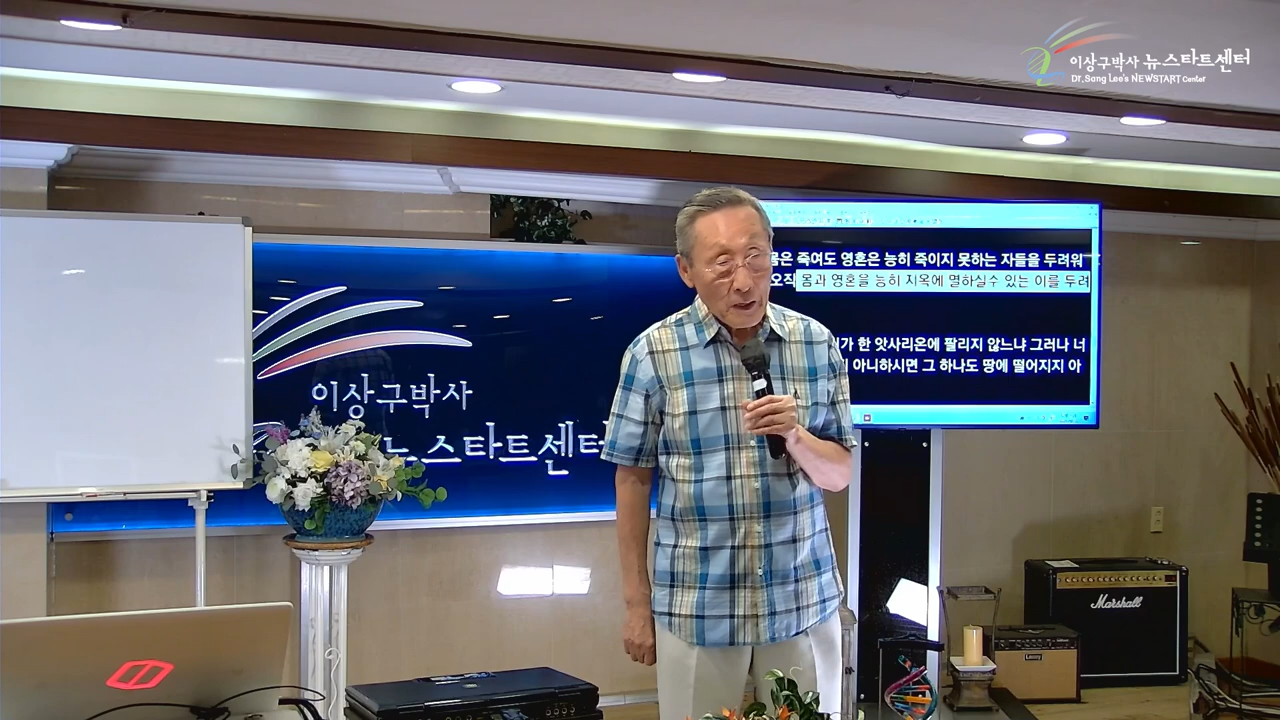 이상구박사 뉴스타트센터
Dr.Sang Lee's NEWSTART Center
몸은 죽여도 영혼은 능히 죽이지 못하는 자들을 두려워
오직 몸과 영혼을 능히 지옥에 멸하실수 있는 이를 두려
가 한 앗사리온에 팔리지 않느냐 그러나 너
아니하시면 그 하나도 땅에 떨어지지 아
이상구박사
뉴스타트센터
Marshall
Laney